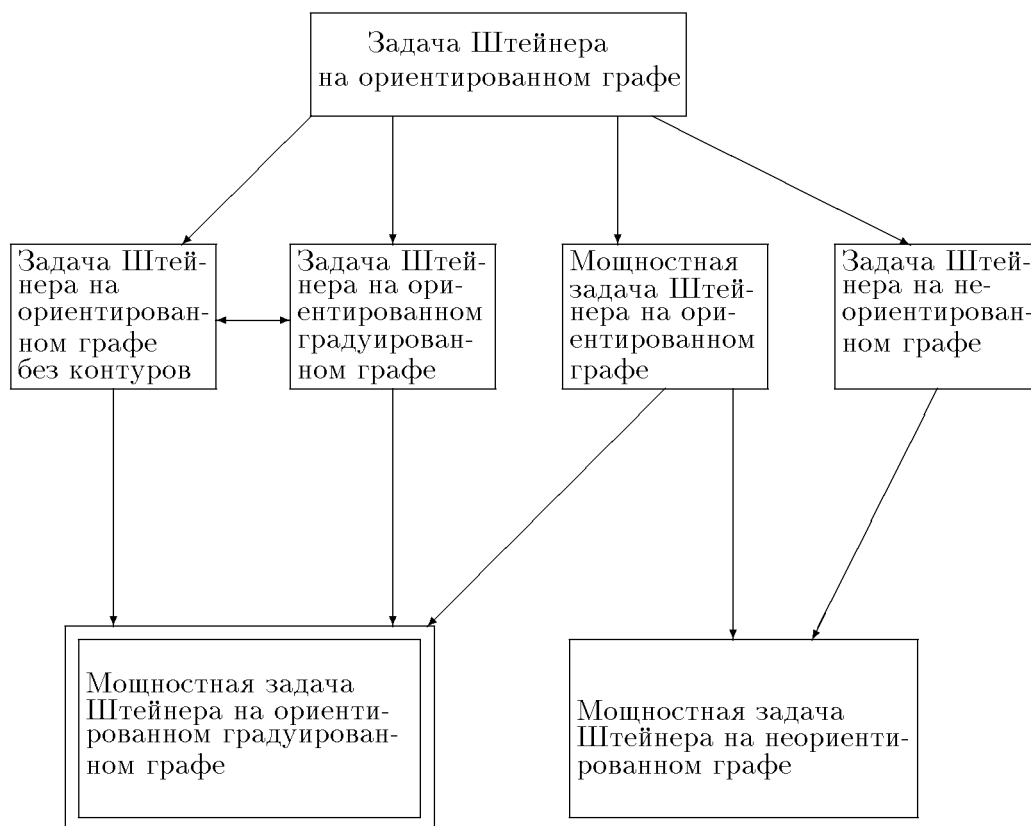 Задача Штейнера
на ориентированном графе
Задача Штей-
нера на
ориентирован-
ном графе
без контуров
Задача Штей-
нера на ори-
ентированном
градуирован-
ном графе
Мощностная
задача Штей-
нера на ори-
ентированном
графе
Задача Штей-
нера на не-
ориентирован-
ном графе
Мощностная задача
Штейнера на ориенти-
рованном градуирован-
ном графе
Мощностная задача
Штейнера на неориенти-
рованном графе